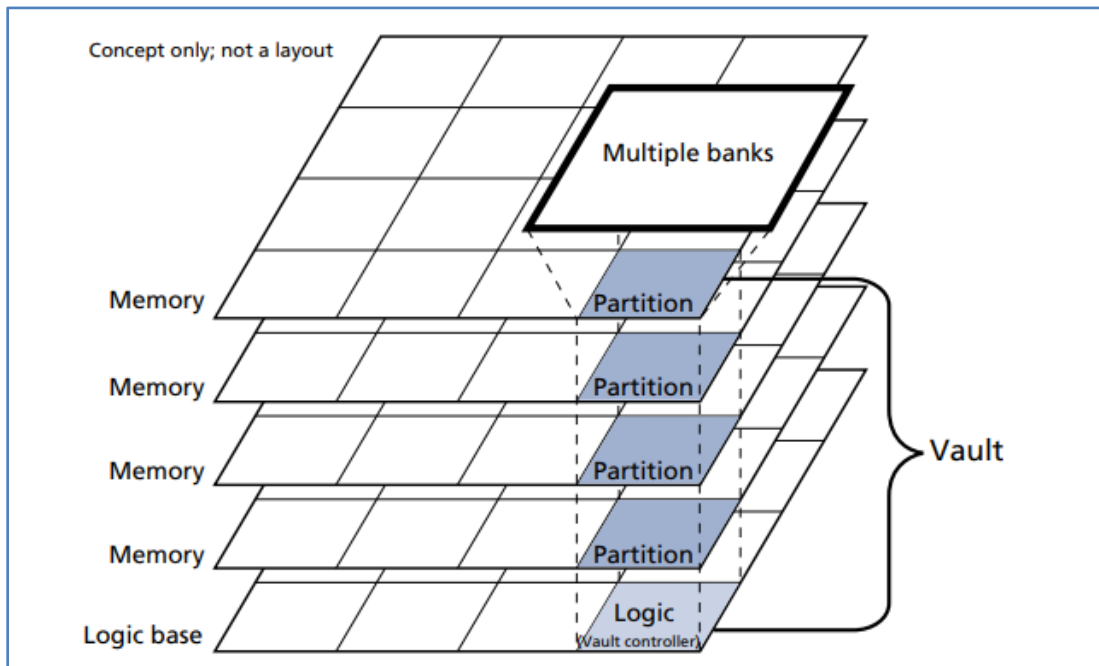 Concept only; not a layout
Multiple banks
Memory
Partition
Memory
Partition
Vault
Memory
Partition
Memory
Partition
Logic base
Logic
(Vault controller)